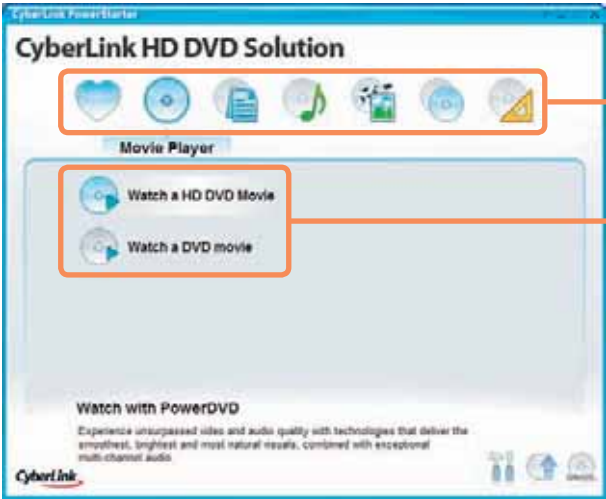 CyberLink PowerStarter
CyberLink HD DVD Solution
Movie Player
Watch a HD DVD Movie
Watch a DVD movie
Watch with PowerDVD
Experience unsurpassed video and audio quality with technologies that deliver the
smoothest, brightest and most natural visuals, combined with exceptional
multi-channel audio
CyberLink